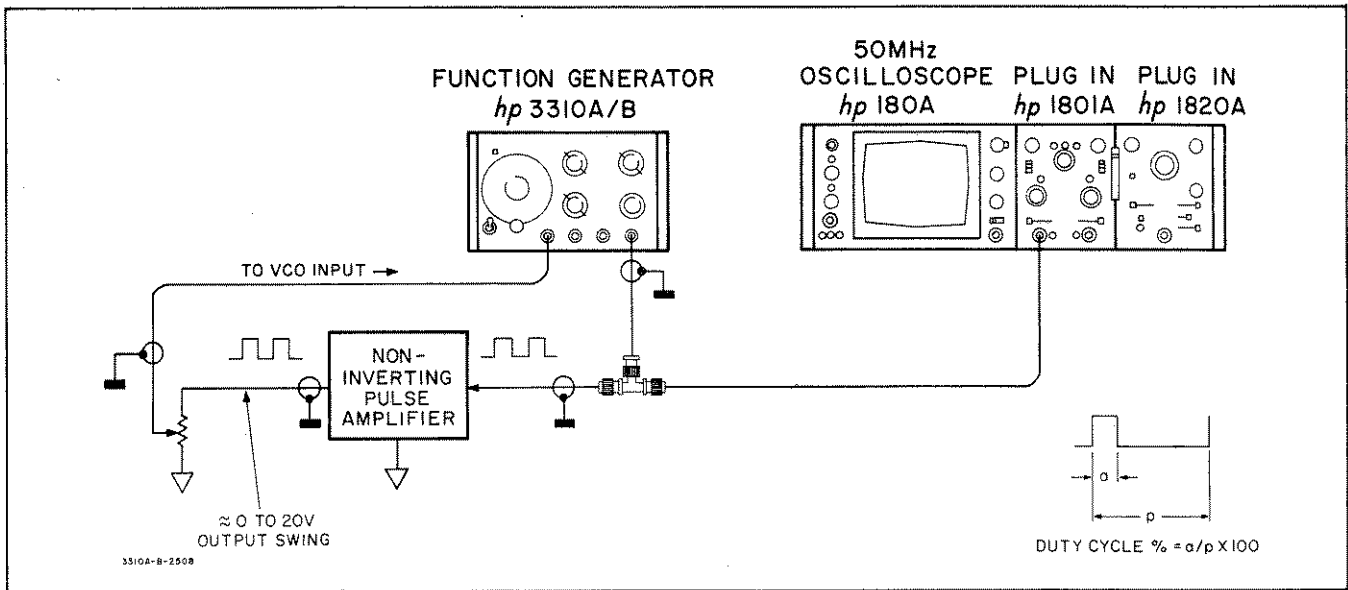 FUNCTION GENERATOR
hp 3310A/B
50MHz
OSCILLOSCOPE
hp 180A
PLUG IN
hp 1801A
PLUG IN
hp 1820A
TO VCO INPUT →
NON-
INVERTING
PULSE
AMPLIFIER
≈ 0 TO 20V
OUTPUT SWING
a
p
DUTY CYCLE % = a/p X 100
3310A-B-2508